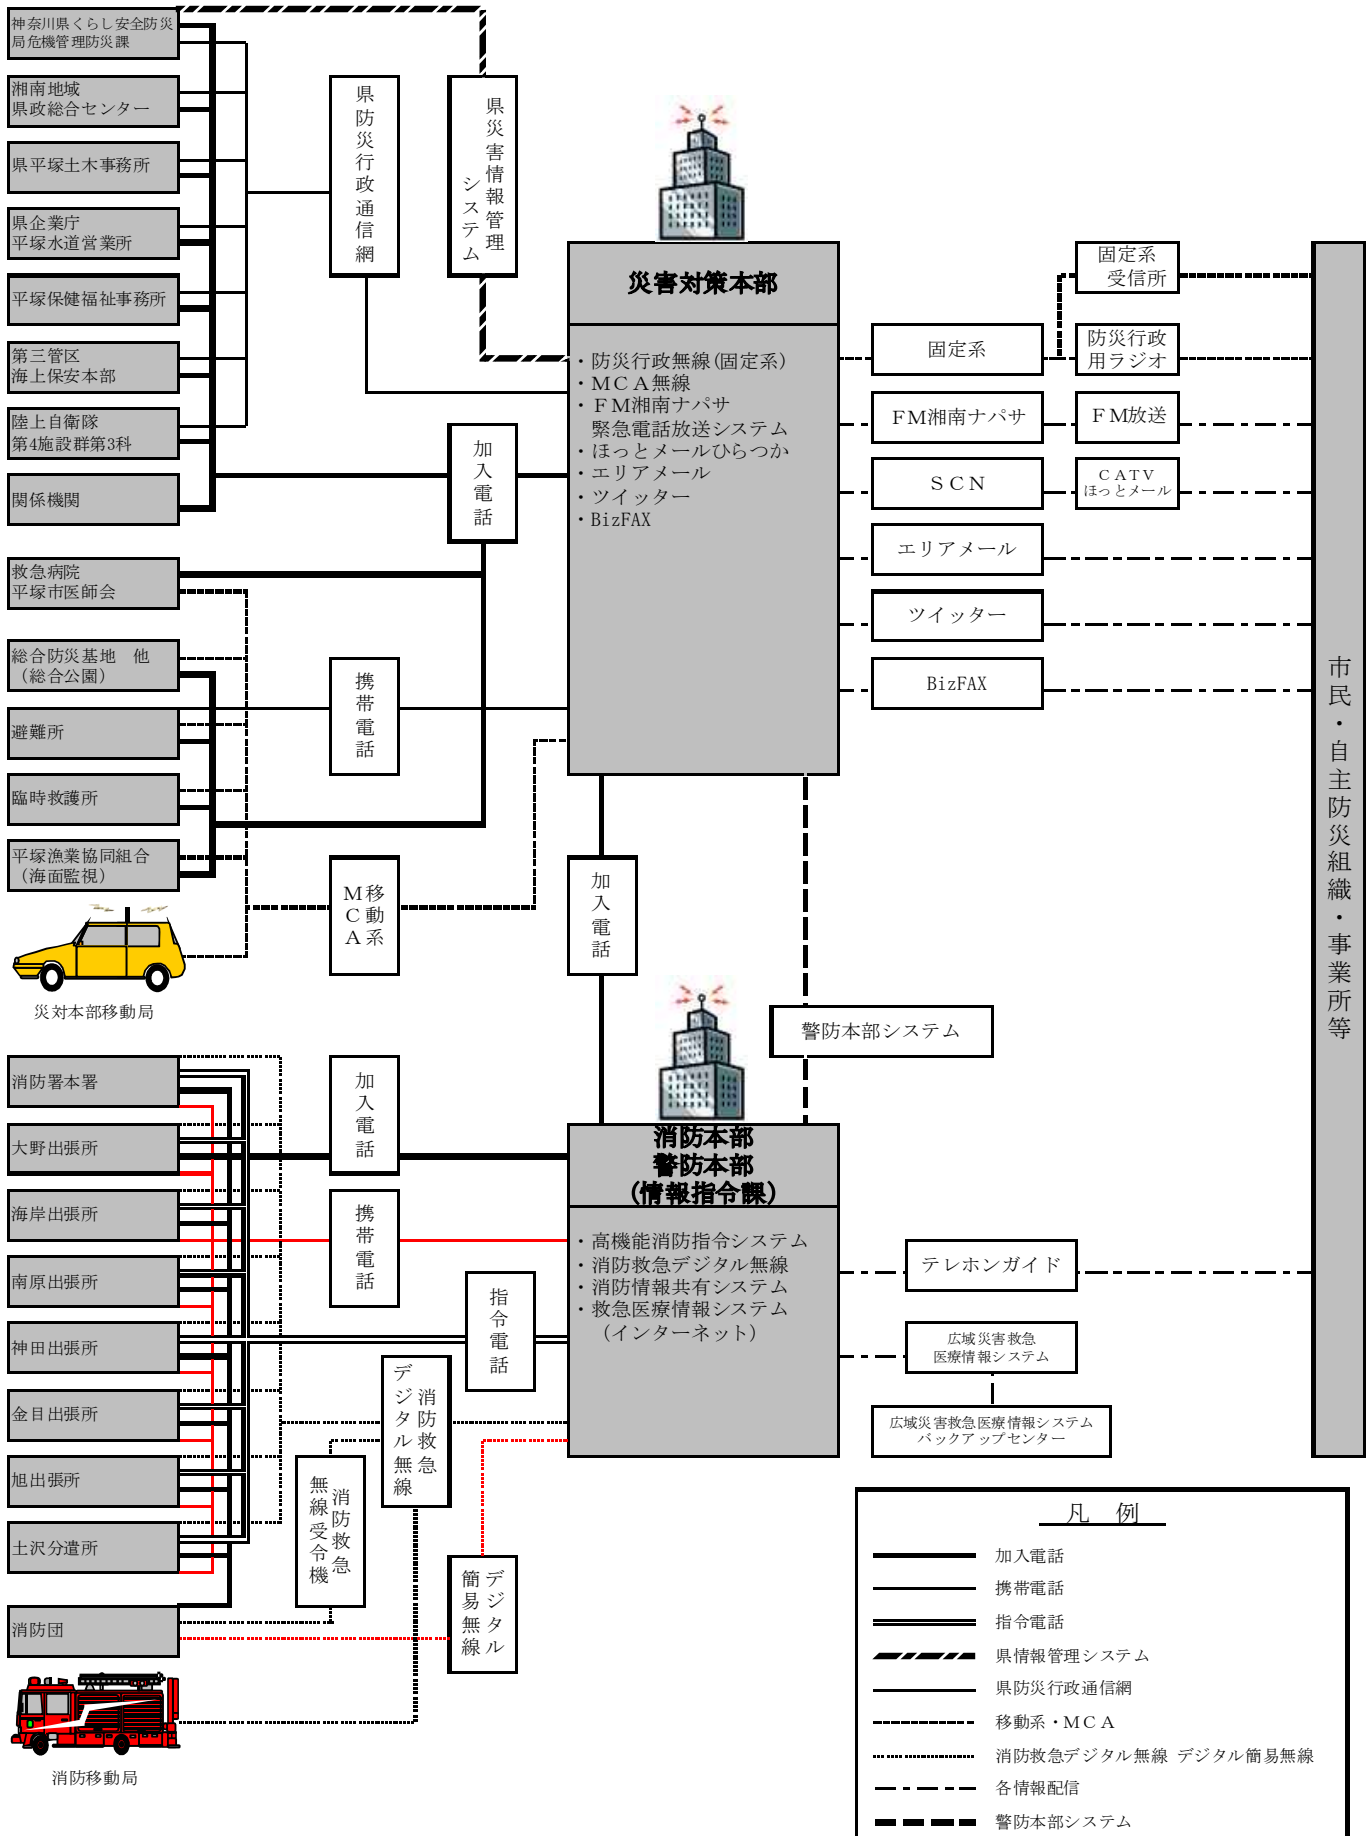 神奈川県くらし安全防災
局危機管理防災課
湘南地域
県政総合センター
県平塚土木事務所
県企業庁
平塚水道営業所
平塚保健福祉事務所
第三管区
海上保安本部
陸上自衛隊
第4施設群第3科
関係機関
救急病院
平塚市医師会
総合防災基地 他
(総合公園)
避難所
臨時救護所
平塚漁業協同組合
(海面監視)
災対本部移動局
県防災行政通信網
県災害情報管理
システム
加入電話
携帯電話
移動系
MCA
災害対策本部
・防災行政無線(固定系)
・MCA無線
・FM湘南ナパサ
緊急電話放送システム
・ほっとメールひらつか
・エリアメール
・ツイッター
・BizFAX
固定系
固定系
受信所
防災行政
用ラジオ
FM湘南ナパサ
FM放送
SCN
CATV
ほっとメール
エリアメール
ツイッター
BizFAX
市民・自主防災組織・事業所等
加入電話
警防本部システム
消防署本署
大野出張所
海岸出張所
南原出張所
神田出張所
金目出張所
旭出張所
土沢分遣所
消防団
消防移動局
加入電話
携帯電話
指令電話
消防救急
デジタル無線
消防救急
無線受令機
デジタル
簡易無線
消防本部
警防本部
(情報指令課)
・高機能消防指令システム
・消防救急デジタル無線
・消防情報共有システム
・救急医療情報システム
(インターネット)
テレホンガイド
広域災害救急
医療情報システム
広域災害救急医療情報システム
バックアップセンター
凡 例
加入電話
携帯電話
指令電話
県情報管理システム
県防災行政通信網
移動系・MCA
消防救急デジタル無線 デジタル簡易無線
各情報配信
警防本部システム